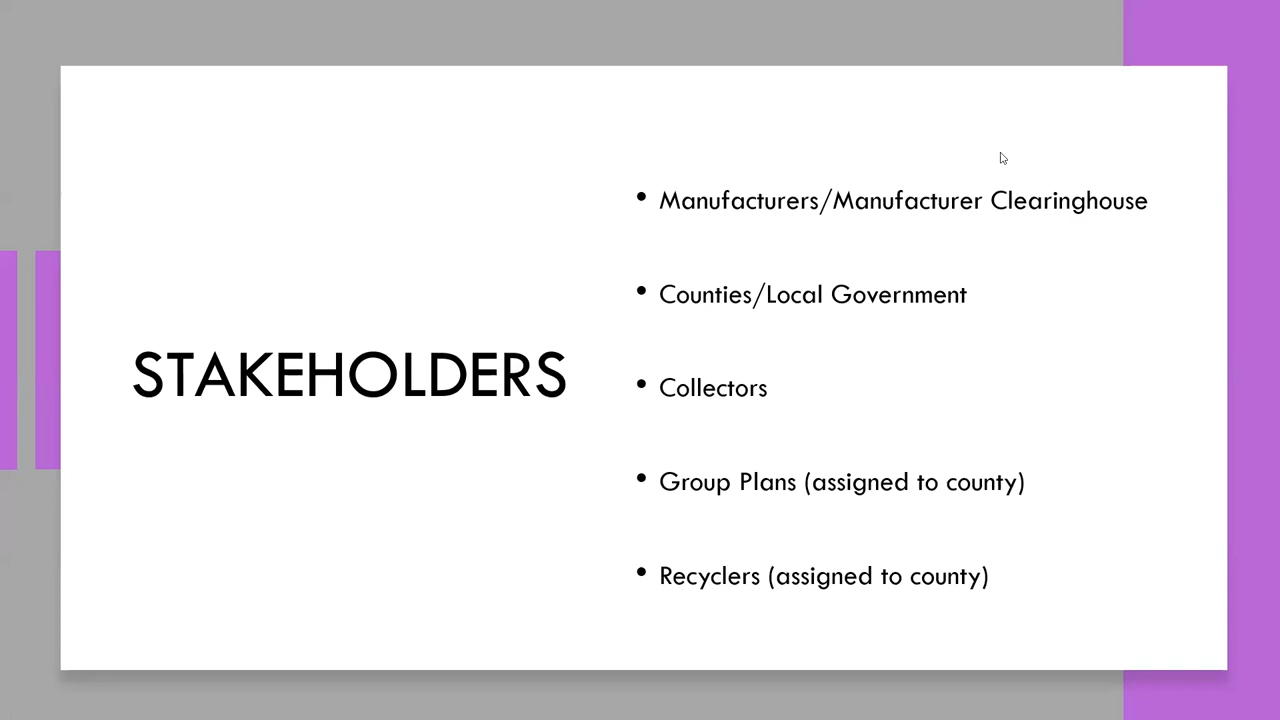 STAKEHOLDERS
• Manufacturers/Manufacturer Clearinghouse
• Counties/Local Government
• Collectors
• Group Plans (assigned to county)
• Recyclers (assigned to county)